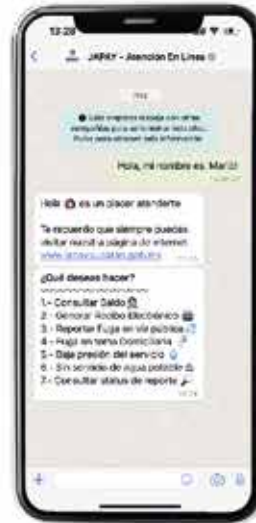 13:28
JAPAY - Atención En Línea
Hoy
Hola, mi nombre es: Mario
Hola es un placer atenderte
Te recuerdo que siempre puedes
visitar nuestra página de internet
¿Qué deseas hacer?
1.- Consultar Saldo
2.- Generar Recibo Electrónico
3.- Reportar Fuga en vía pública
4.- Fuga en toma Domiciliaria
5.- Baja presión del servicio
6.- Sin servicio de agua potable
7.- Consultar status de reporte